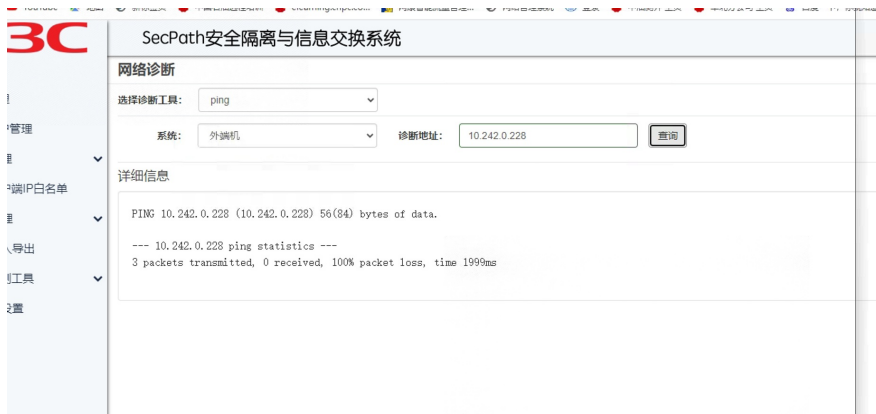 3C
SecPath安全隔离与信息交换系统
网络诊断
选择诊断工具： ping
系统： 外端机 诊断地址： 10.242.0.228 查询
详细信息
PING 10.242.0.228 (10.242.0.228) 56(84) bytes of data.
--- 10.242.0.228 ping statistics ---
3 packets transmitted, 0 received, 100% packet loss, time 1999ms
管理
端IP白名单
导出
工具
设置